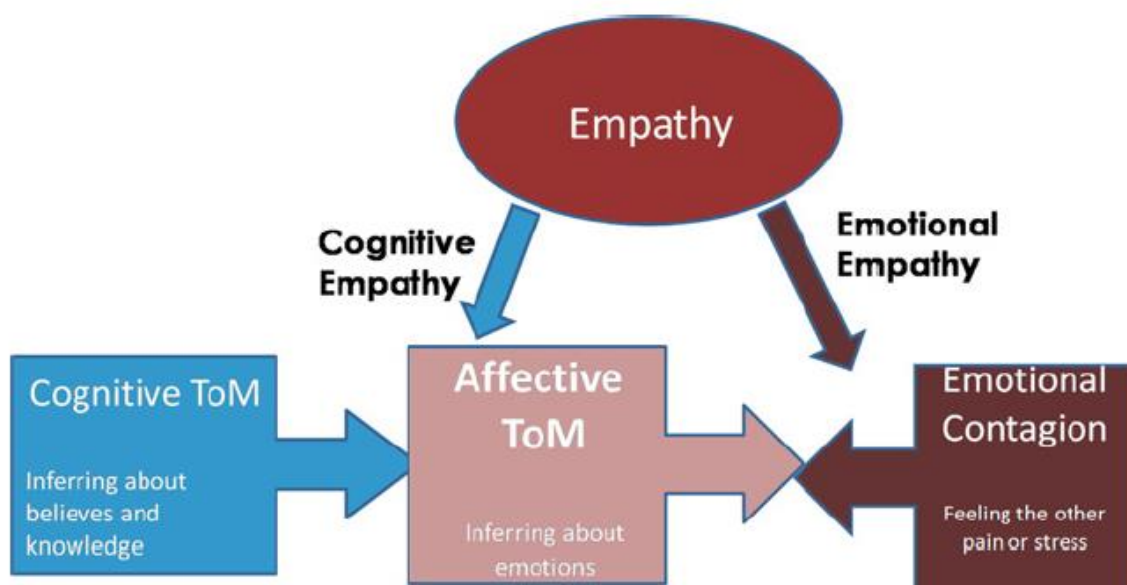 Empathy
Cognitive
Empathy
Emotional
Empathy
Cognitive ToM
Inferring about
believes and
knowledge
Affective
ToM
Inferring about
emotions
Emotional
Contagion
Feeling the other
pain or stress